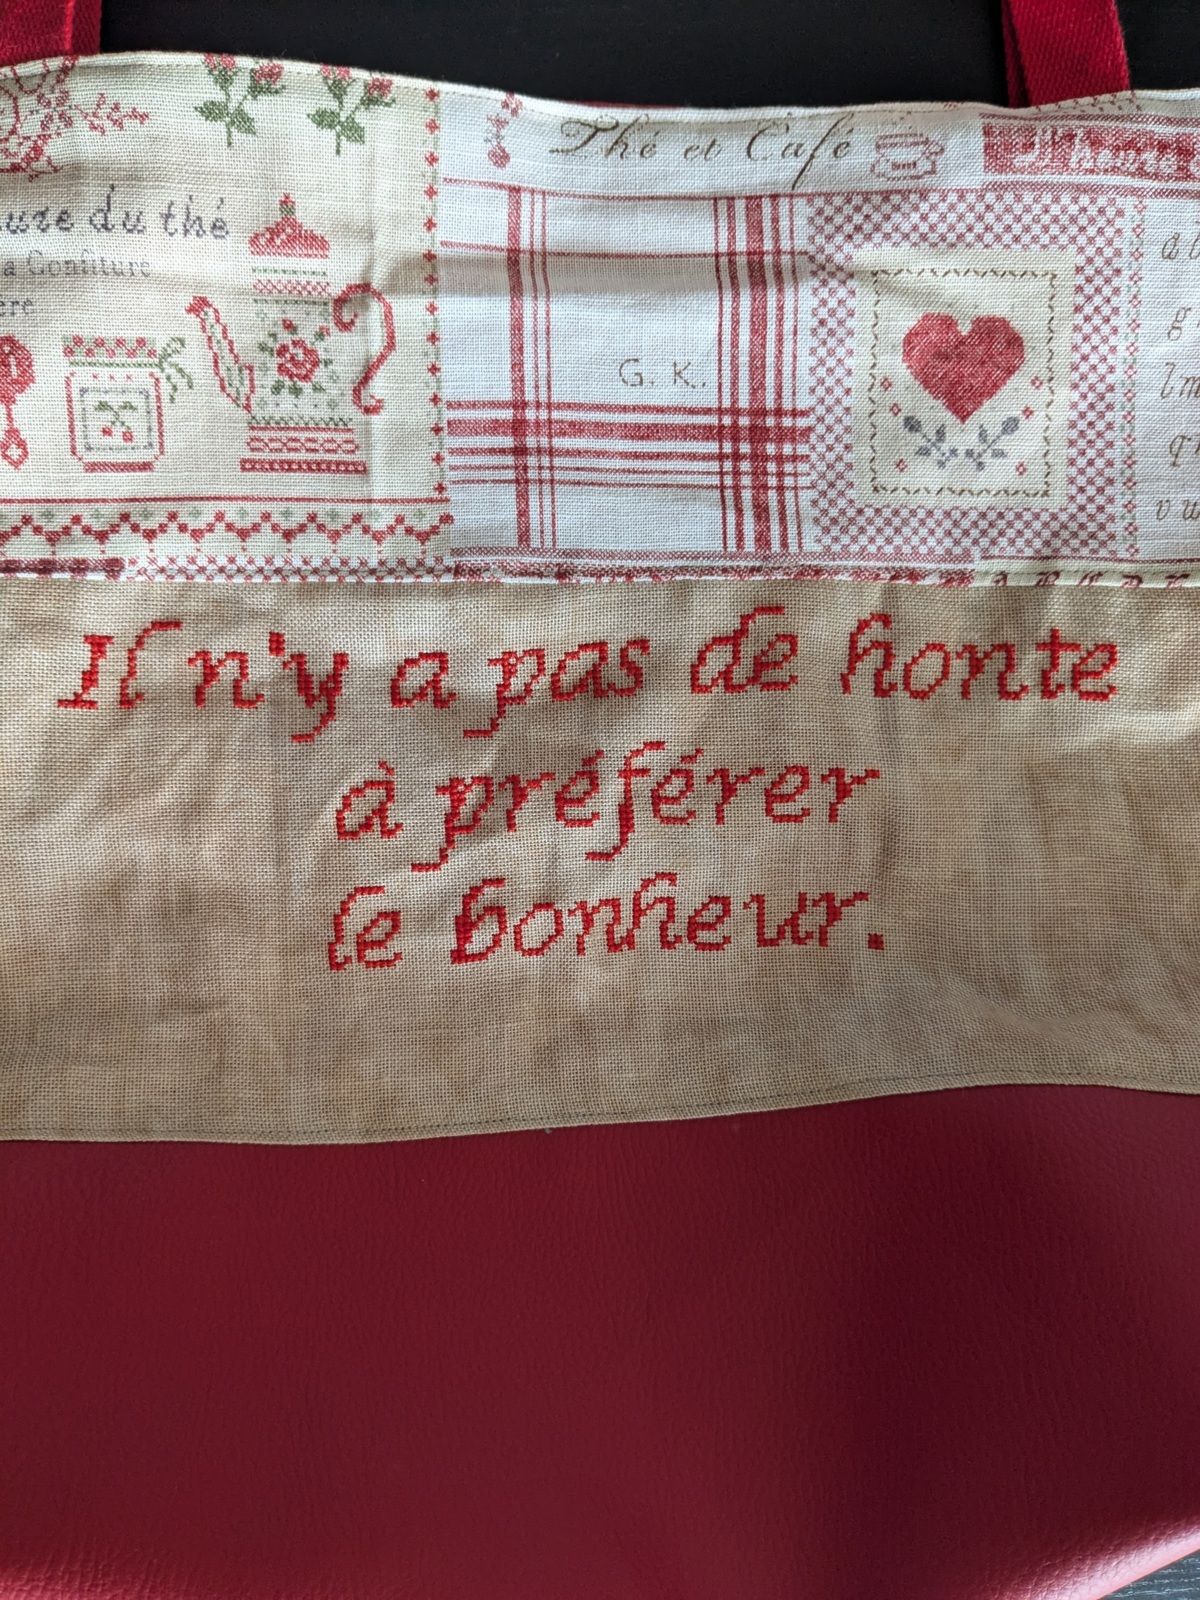 Thé et Café
du thé
Confiture
G. K.
Il n'y a pas de honte
à préférer
le bonheur.